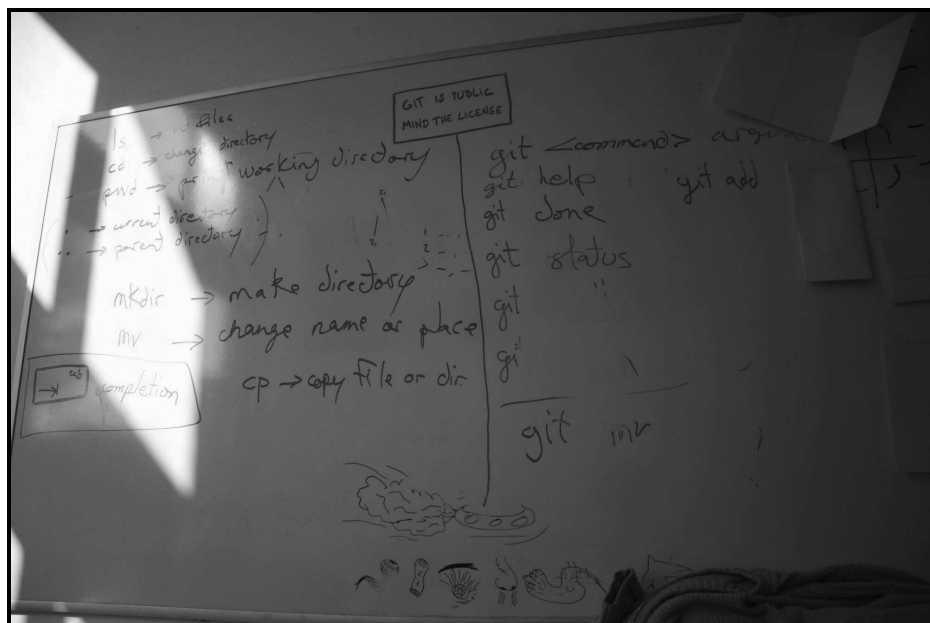 ls →
cd → change directory
pwd → print working directory
. → current directory
.. → parent directory
mkdir → make directory
mv → change name or place
tab completion
cp → copy file or dir
GIT IS PUBLIC
MIND THE LICENSE
git <command>
git help git add
git clone
git status
git
git
git mv